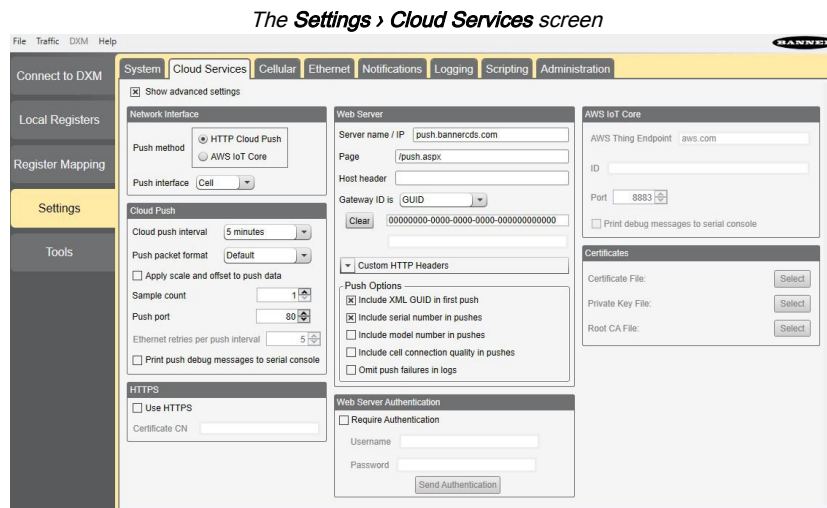 The Settings › Cloud Services screen
File Traffic DXM Help
BANNER
Connect to DXM
Local Registers
Register Mapping
Settings
Tools
System Cloud Services Cellular Ethernet Notifications Logging Scripting Administration
Show advanced settings
Network Interface
Push method
HTTP Cloud Push
AWS IoT Core
Push interface Cell
Cloud Push
Cloud push interval 5 minutes
Push packet format Default
Apply scale and offset to push data
Sample count 1
Push port 80
Ethernet retries per push interval 5
Print push debug messages to serial console
HTTPS
Use HTTPS
Certificate CN
Web Server
Server name / IP push.bannercds.com
Page /push.aspx
Host header
Gateway ID is GUID
Clear 00000000-0000-0000-0000-000000000000
Custom HTTP Headers
Push Options
Include XML GUID in first push
Include serial number in pushes
Include model number in pushes
Include cell connection quality in pushes
Omit push failures in logs
Web Server Authentication
Require Authentication
Username
Password
Send Authentication
AWS IoT Core
AWS Thing Endpoint aws.com
ID
Port 8883
Print debug messages to serial console
Certificates
Certificate File: Select
Private Key File: Select
Root CA File: Select